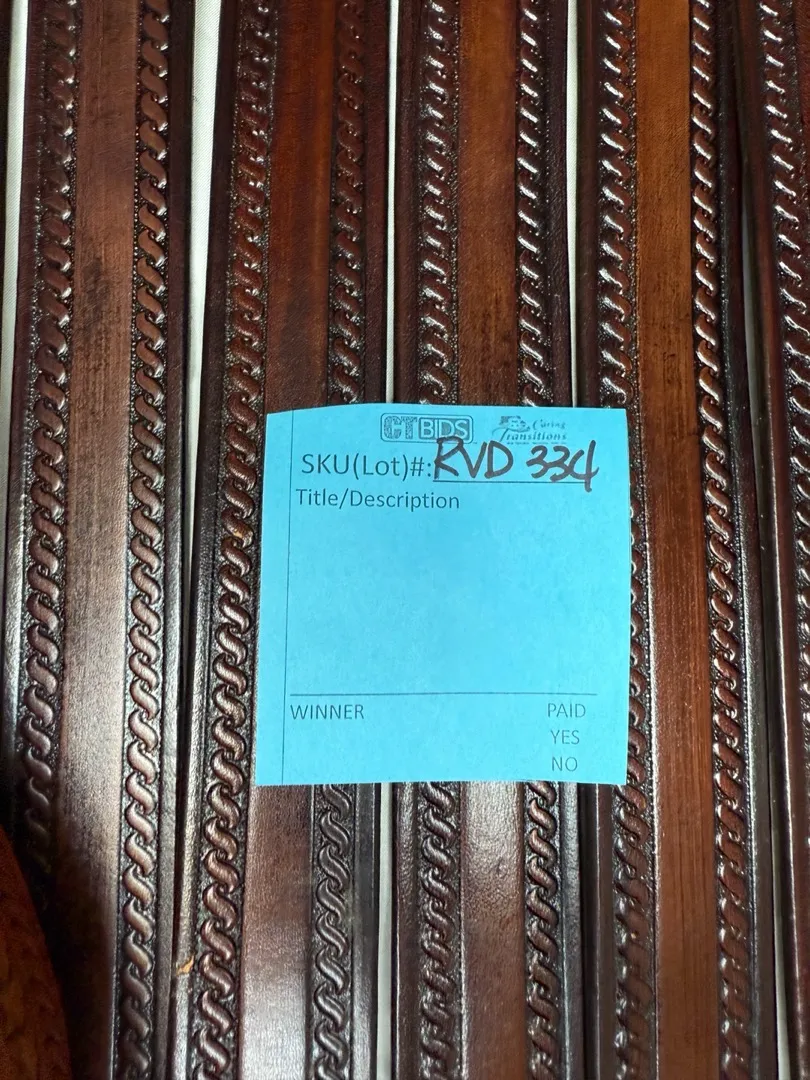 CTBIDS Caring Transitions
SKU(Lot)#: RVD 334
Title/Description
WINNER PAID
YES
NO